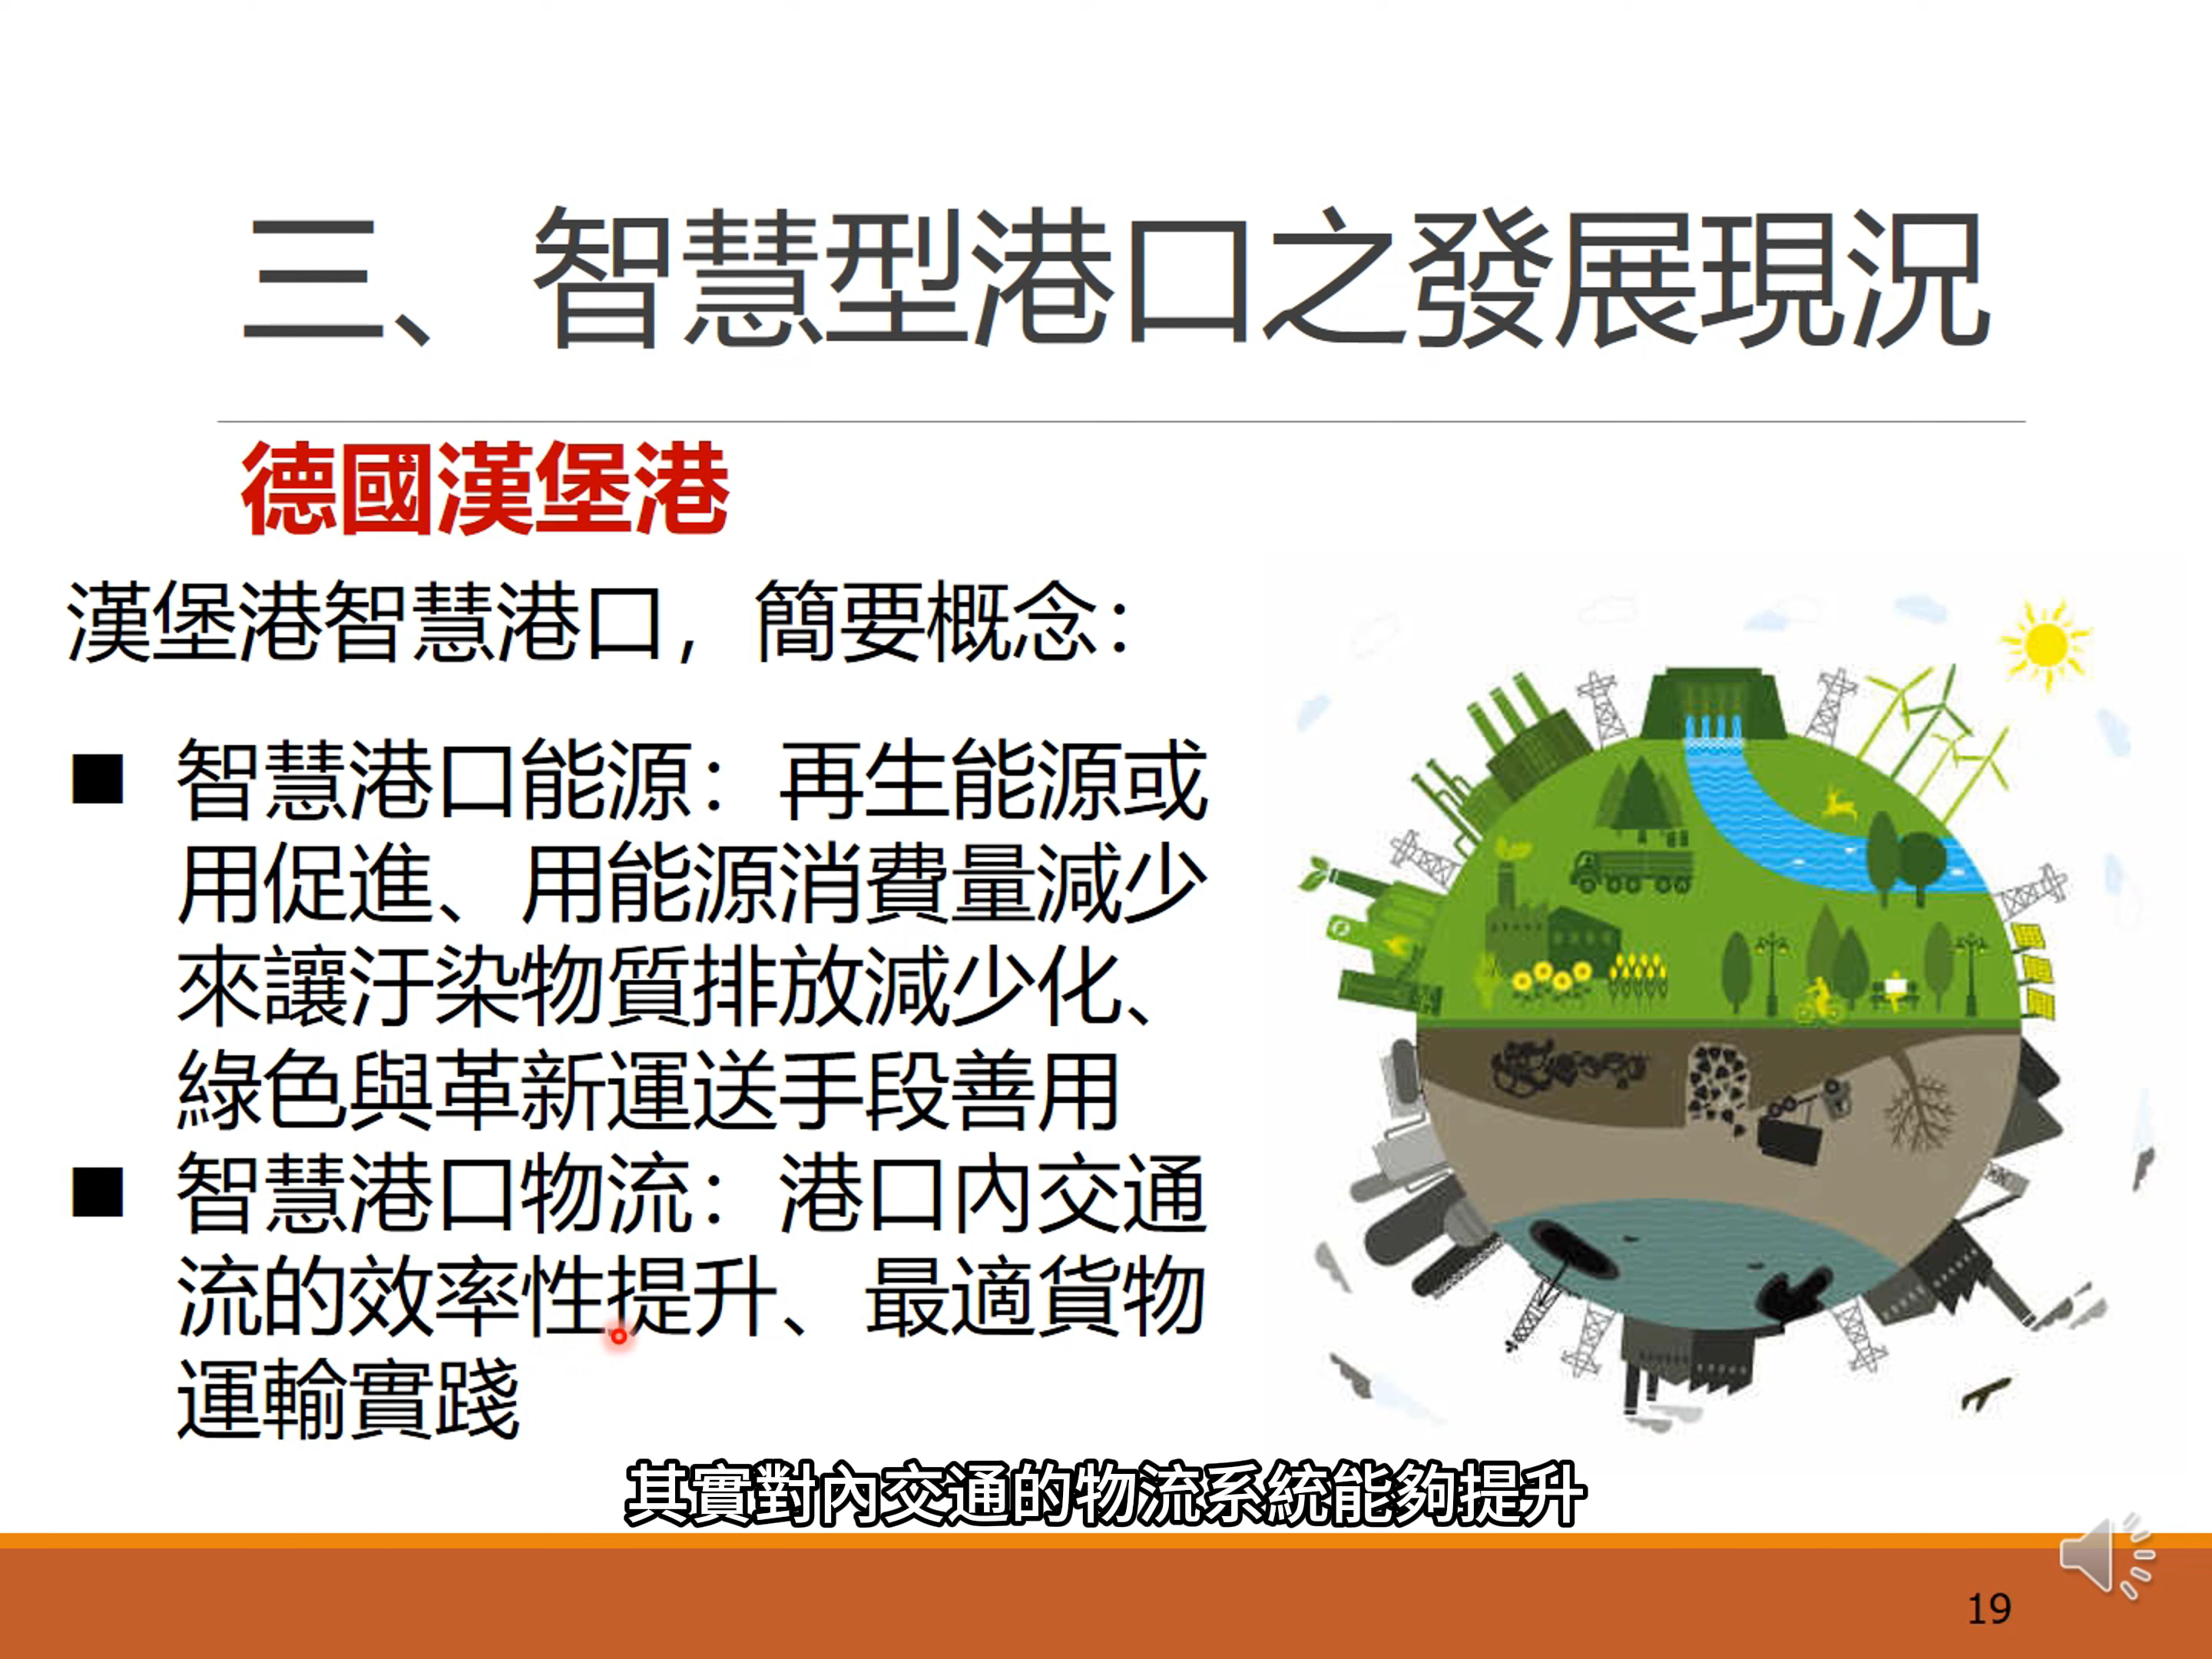 三、智慧型港口之發展現況
德國漢堡港
漢堡港智慧港口，簡要概念：
■ 智慧港口能源：再生能源或
用促進、用能源消費量減少
來讓汙染物質排放減少化、
綠色與革新運送手段善用
■ 智慧港口物流：港口內交通
流的效率性提升、最適貨物
運輸實踐
其實對內交通的物流系統能夠提升
19